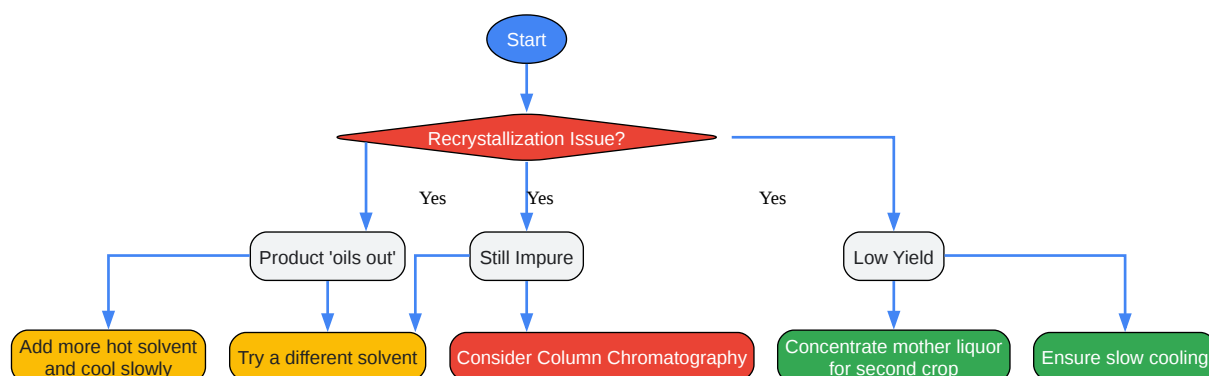 Start
Recrystallization Issue?
Yes
Yes
Yes
Product 'oils out'
Still Impure
Low Yield
Add more hot solvent
and cool slowly
Try a different solvent
Consider Column Chromatography
Concentrate mother liquor
for second crop
Ensure slow cooling